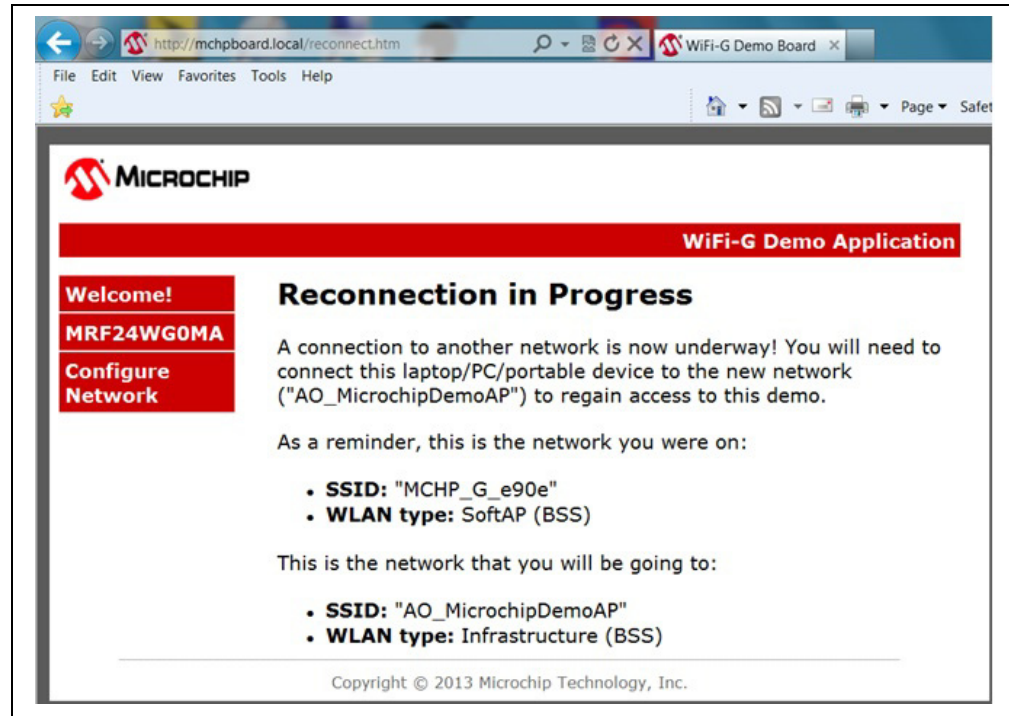 http://mchpboard.local/reconnect.htm
WiFi-G Demo Board
File Edit View Favorites Tools Help
Page Safet
MICROCHIP
WiFi-G Demo Application
Welcome!
MRF24WG0MA
Configure
Network
Reconnection in Progress
A connection to another network is now underway! You will need to
connect this laptop/PC/portable device to the new network
("AO_MicrochipDemoAP") to regain access to this demo.
As a reminder, this is the network you were on:
• SSID: "MCHP_G_e90e"
• WLAN type: SoftAP (BSS)
This is the network that you will be going to:
• SSID: "AO_MicrochipDemoAP"
• WLAN type: Infrastructure (BSS)
Copyright © 2013 Microchip Technology, Inc.